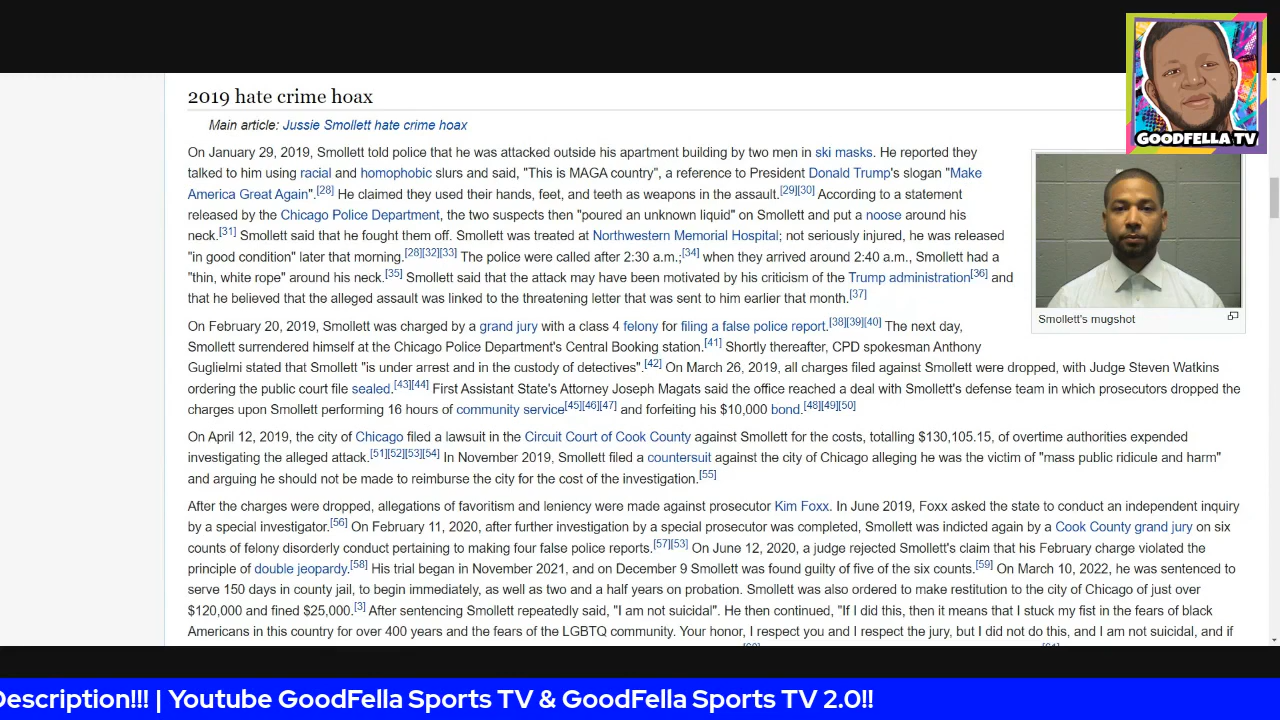 GOODFELLA TV
2019 hate crime hoax
Main article: Jussie Smollett hate crime hoax
On January 29, 2019, Smollett told police that he was attacked outside his apartment building by two men in ski masks. He reported they
talked to him using racial and homophobic slurs and said, "This is MAGA country", a reference to President Donald Trump's slogan "Make
America Great Again".[28] He claimed they used their hands, feet, and teeth as weapons in the assault.[29][30] According to a statement
released by the Chicago Police Department, the two suspects then "poured an unknown liquid" on Smollett and put a noose around his
neck.[31] Smollett said that he fought them off. Smollett was treated at Northwestern Memorial Hospital; not seriously injured, he was released
"in good condition" later that morning.[28][32][33] The police were called after 2:30 a.m.;[34] when they arrived around 2:40 a.m., Smollett had a
"thin, white rope" around his neck.[35] Smollett said that the attack may have been motivated by his criticism of the Trump administration[36] and
that he believed that the alleged assault was linked to the threatening letter that was sent to him earlier that month.[37]
Smollett's mugshot
On February 20, 2019, Smollett was charged by a grand jury with a class 4 felony for filing a false police report.[38][39][40] The next day,
Smollett surrendered himself at the Chicago Police Department's Central Booking station.[41] Shortly thereafter, CPD spokesman Anthony
Guglielmi stated that Smollett "is under arrest and in the custody of detectives".[42] On March 26, 2019, all charges filed against Smollett were dropped, with Judge Steven Watkins
ordering the public court file sealed.[43][44] First Assistant State's Attorney Joseph Magats said the office reached a deal with Smollett's defense team in which prosecutors dropped the
charges upon Smollett performing 16 hours of community service[45][46][47] and forfeiting his $10,000 bond.[48][49][50]
On April 12, 2019, the city of Chicago filed a lawsuit in the Circuit Court of Cook County against Smollett for the costs, totalling $130,105.15, of overtime authorities expended
investigating the alleged attack.[51][52][53][54] In November 2019, Smollett filed a countersuit against the city of Chicago alleging he was the victim of "mass public ridicule and harm"
and arguing he should not be made to reimburse the city for the cost of the investigation.[55]
After the charges were dropped, allegations of favoritism and leniency were made against prosecutor Kim Foxx. In June 2019, Foxx asked the state to conduct an independent inquiry
by a special investigator.[56] On February 11, 2020, after further investigation by a special prosecutor was completed, Smollett was indicted again by a Cook County grand jury on six
counts of felony disorderly conduct pertaining to making four false police reports.[57][53] On June 12, 2020, a judge rejected Smollett's claim that his February charge violated the
principle of double jeopardy.[58] His trial began in November 2021, and on December 9 Smollett was found guilty of five of the six counts.[59] On March 10, 2022, he was sentenced to
serve 150 days in county jail, to begin immediately, as well as two and a half years on probation. Smollett was also ordered to make restitution to the city of Chicago of just over
$120,000 and fined $25,000.[3] After sentencing Smollett repeatedly said, "I am not suicidal". He then continued, "If I did this, then it means that I stuck my fist in the fears of black
Americans in this country for over 400 years and the fears of the LGBTQ community. Your honor, I respect you and I respect the jury, but I did not do this, and I am not suicidal, and if
Description!!! | Youtube GoodFella Sports TV & GoodFella Sports TV 2.0!!